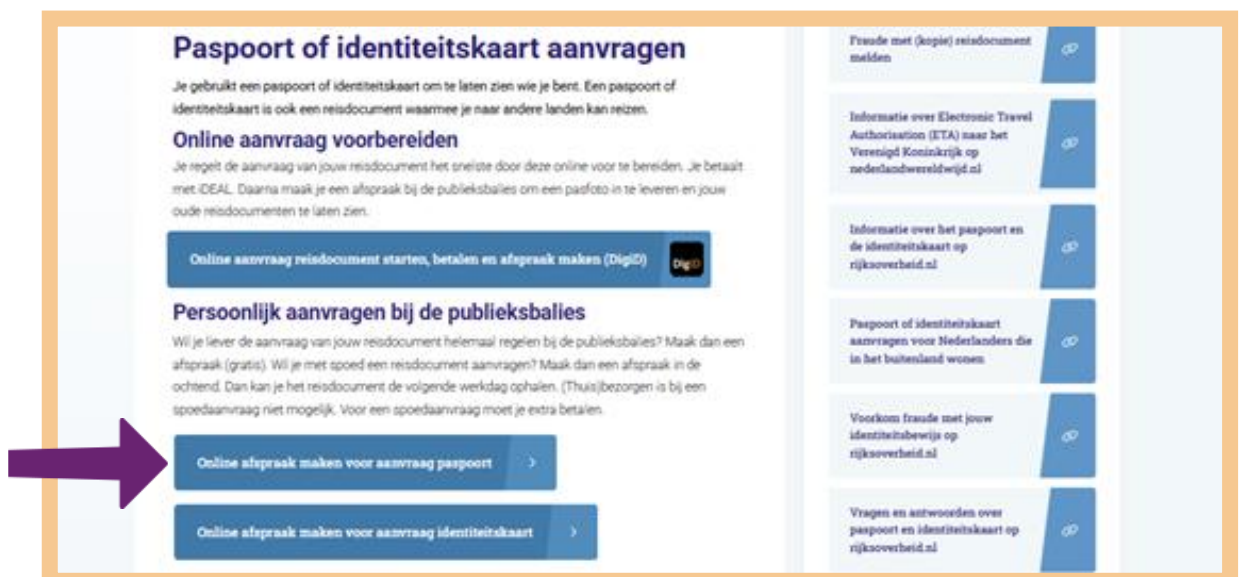 Paspoort of identiteitskaart aanvragen
Je gebruikt een paspoort of identiteitskaart om te laten zien wie je bent. Een paspoort of
identiteitskaart is ook een reisdocument waarmee je naar andere landen kan reizen.
Online aanvraag voorbereiden
Je regelt de aanvraag van jouw reisdocument het snelste door deze online voor te bereiden. Je betaalt
met iDEAL. Daarna maak je een afspraak bij de publieksbalies om een pasfoto in te leveren en jouw
oude reisdocumenten te laten zien.
Online aanvraag reisdocument starten, betalen en afspraak maken (DigiD)
DigiD
Persoonlijk aanvragen bij de publieksbalies
Wil je liever de aanvraag van jouw reisdocument helemaal regelen bij de publieksbalies? Maak dan een
afspraak (gratis). Wil je met spoed een reisdocument aanvragen? Maak dan een afspraak in de
ochtend. Dan kan je het reisdocument de volgende werkdag ophalen. (Thuis)bezorgen is bij een
spoedaanvraag niet mogelijk. Voor een spoedaanvraag moet je extra betalen.
Online afspraak maken voor aanvraag paspoort
Online afspraak maken voor aanvraag identiteitskaart
Fraude met (kopie) reisdocument
melden
Informatie over Electronic Travel
Authorisation (ETA) naar het
Verenigd Koninkrijk op
nederlandwereldwijd.nl
Informatie over het paspoort en
de identiteitskaart op
rijksoverheid.nl
Paspoort of identiteitskaart
aanvragen voor Nederlanders die
in het buitenland wonen
Voorkom fraude met jouw
identiteitsbewijs op
rijksoverheid.nl
Vragen en antwoorden over
paspoort en identiteitskaart op
rijksoverheid.nl